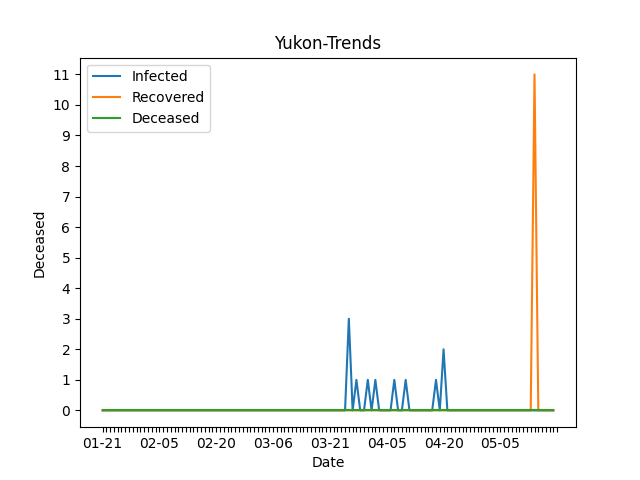 Yukon-Trends
Infected
Recovered
Deceased
11
10
9
8
7
6
5
4
3
2
1
0
Deceased
01-21 02-05 02-20 03-06 03-21 04-05 04-20 05-05
Date